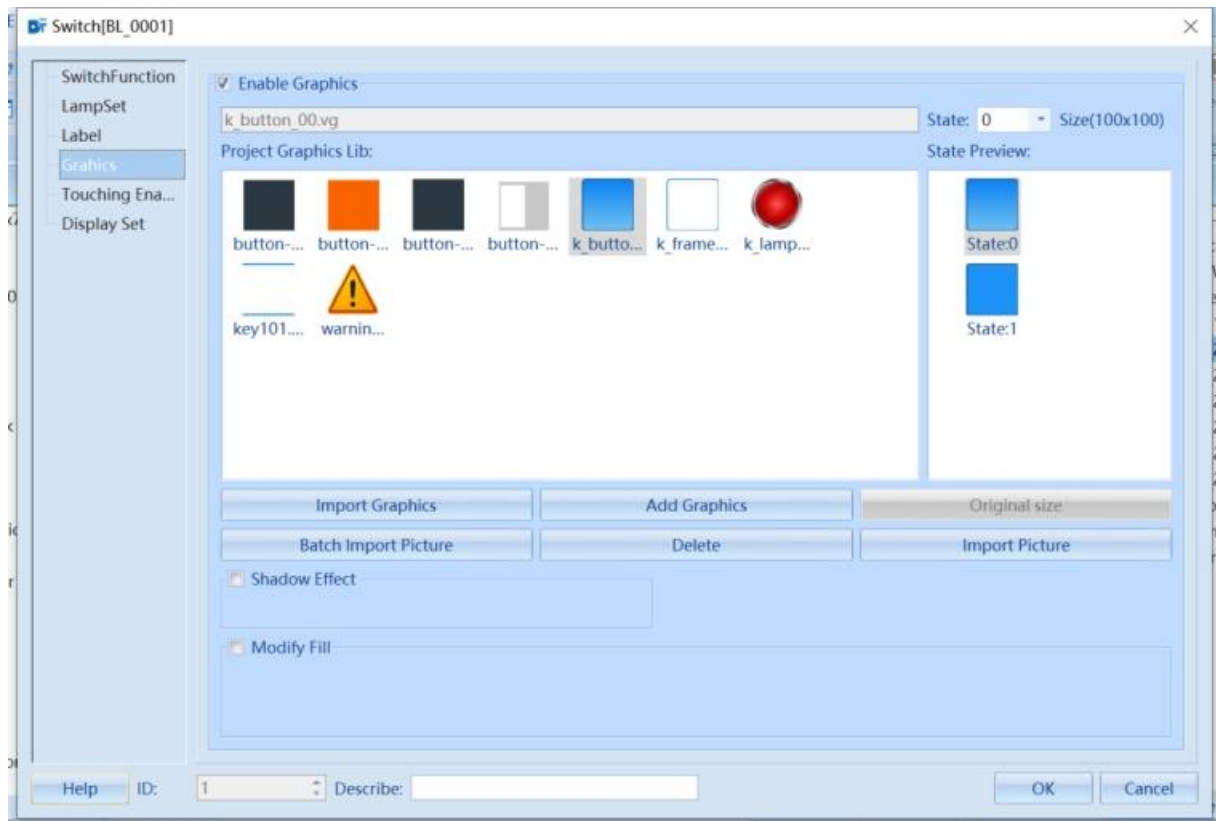 Switch[BL_0001]
SwitchFunction
LampSet
Label
Grahics
Touching Ena...
Display Set
Enable Graphics
k_button_00.vg
State: 0 Size(100x100)
Project Graphics Lib:
State Preview:
button-... button-... button-... button-... k_butto... k_frame... k_lamp...
key101.... warnin...
State:0
State:1
Import Graphics Add Graphics Original size
Batch Import Picture Delete Import Picture
Shadow Effect
Modify Fill
Help ID: 1 Describe: OK Cancel